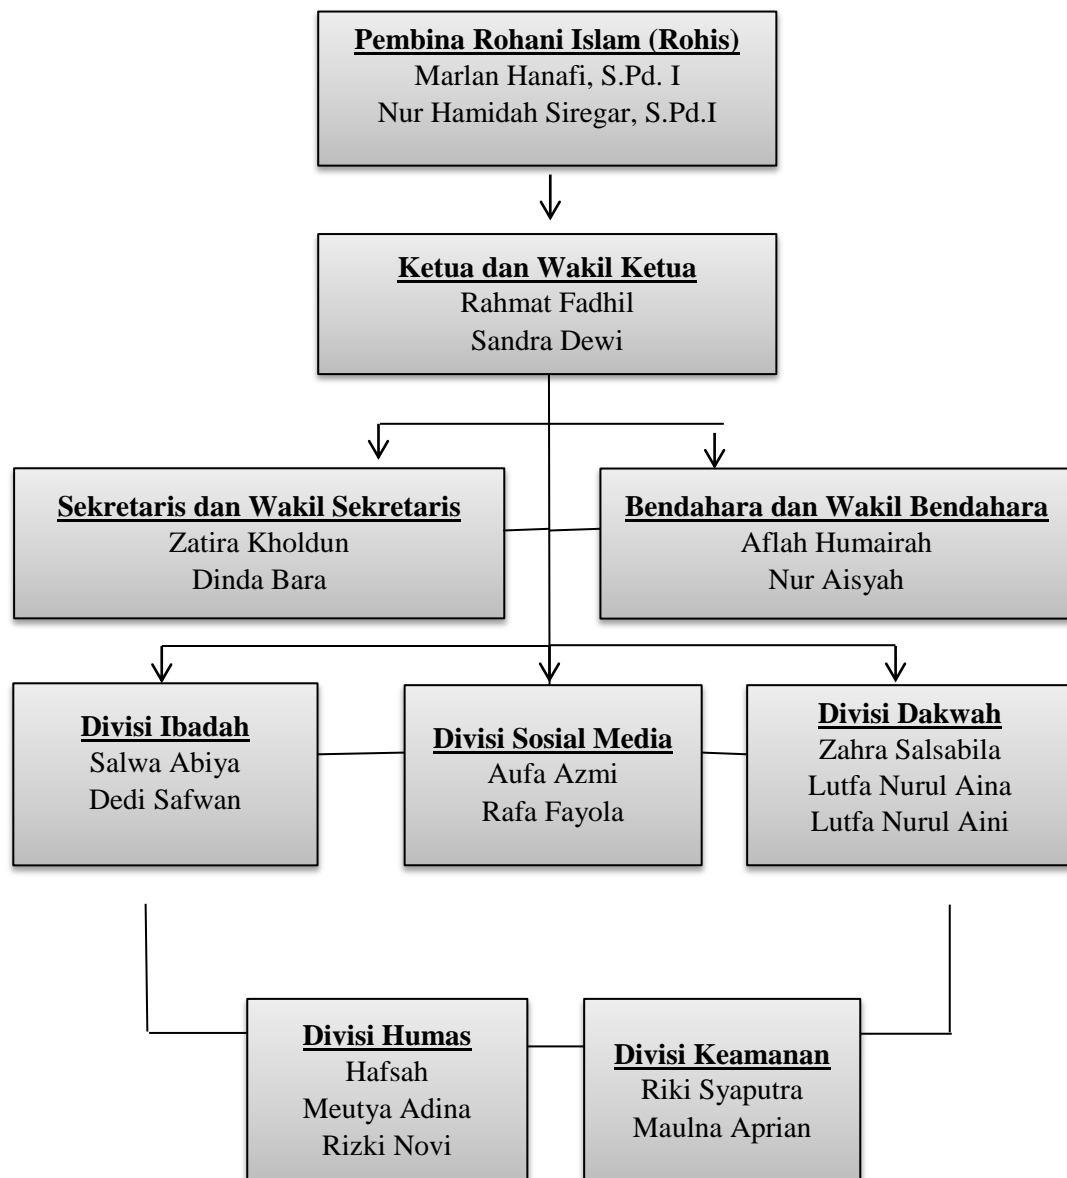 Pembina Rohani Islam (Rohis)
Marlan Hanafi, S.Pd. I
Nur Hamidah Siregar, S.Pd.I
Ketua dan Wakil Ketua
Rahmat Fadhil
Sandra Dewi
Sekretaris dan Wakil Sekretaris
Zatira Kholdun
Dinda Bara
Bendahara dan Wakil Bendahara
Aflah Humairah
Nur Aisyah
Divisi Ibadah
Salwa Abiya
Dedi Safwan
Divisi Sosial Media
Aufa Azmi
Rafa Fayola
Divisi Dakwah
Zahra Salsabila
Lutfa Nurul Aina
Lutfa Nurul Aini
Divisi Humas
Hafsah
Meutya Adina
Rizki Novi
Divisi Keamanan
Riki Syaputra
Maulna Aprian